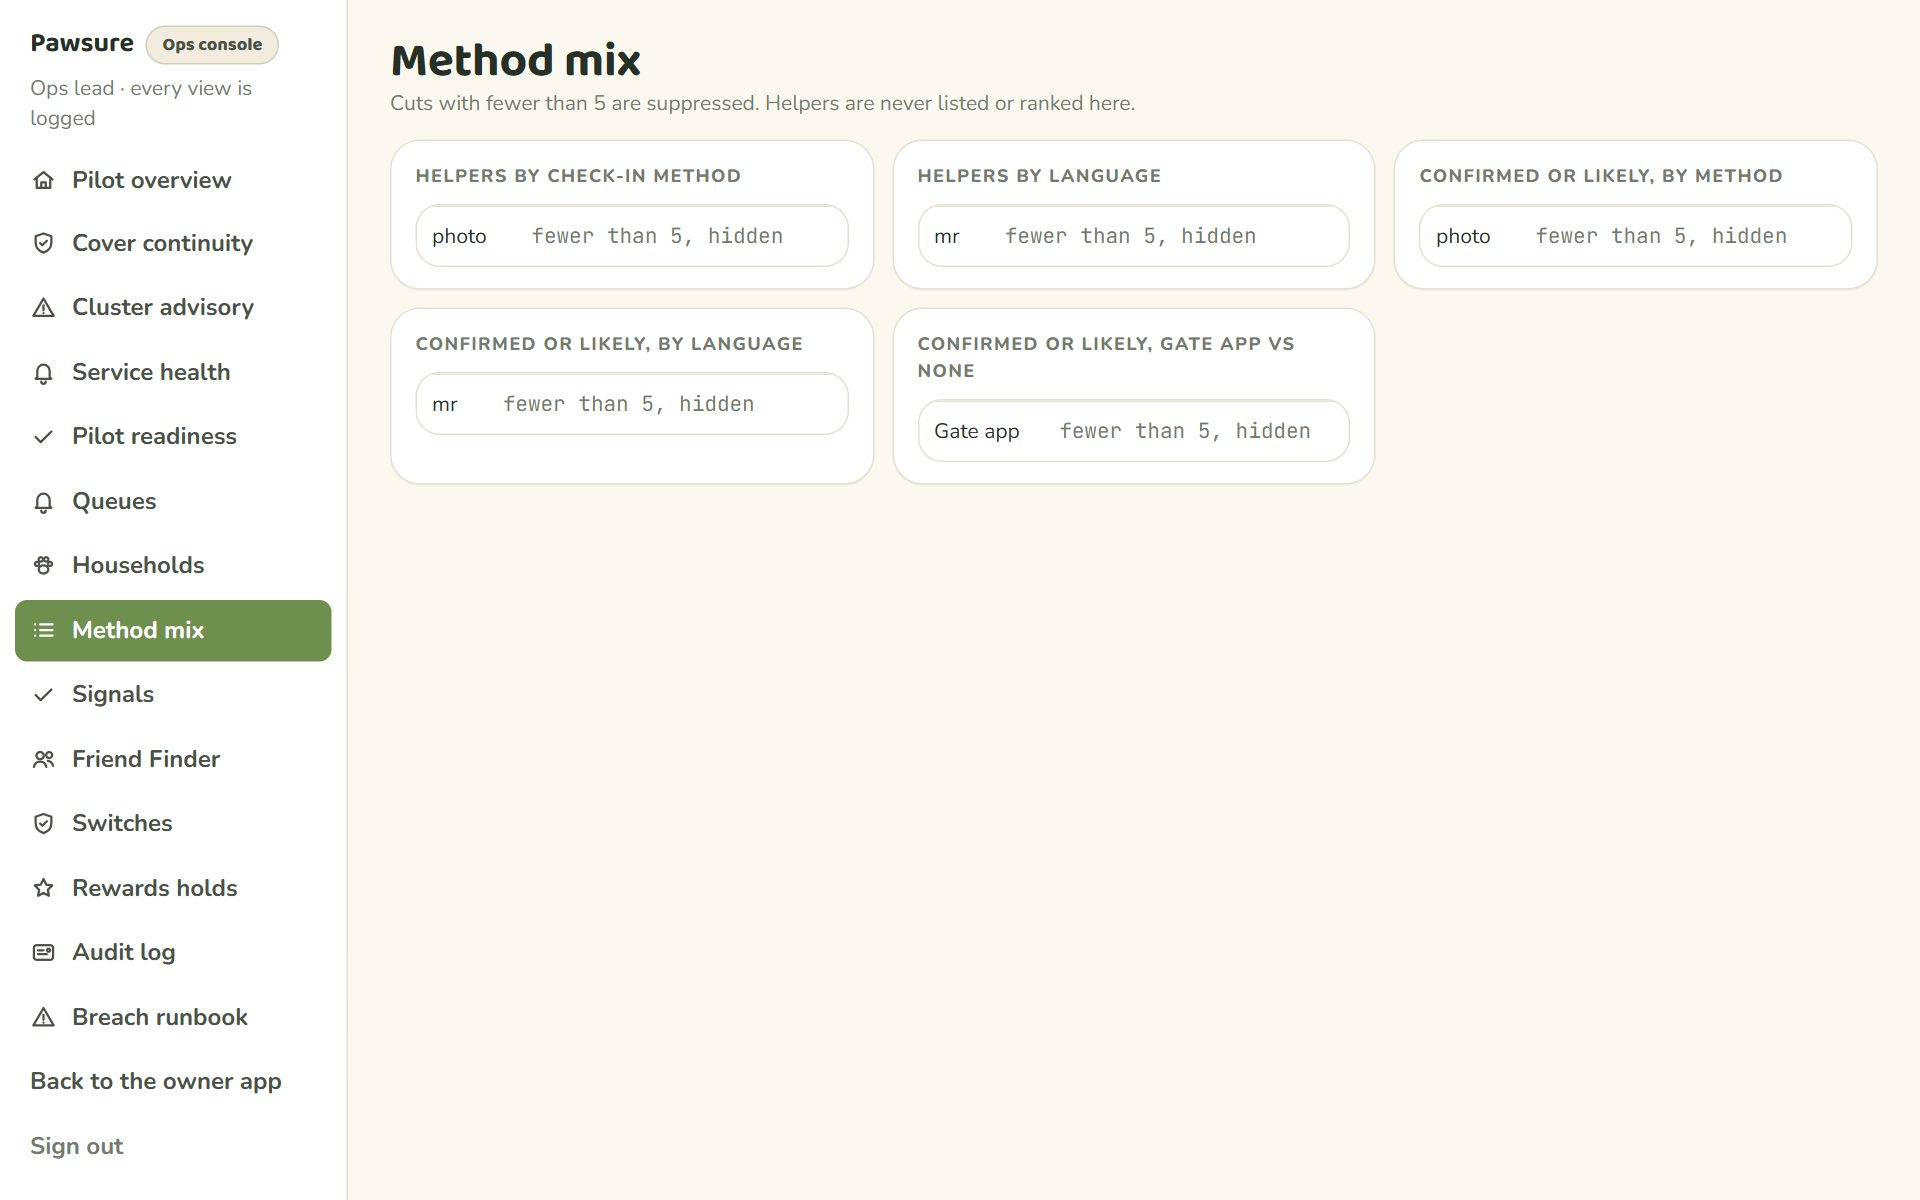 Pawsure
Ops console
Ops lead · every view is
logged
Pilot overview
Cover continuity
Cluster advisory
Service health
Pilot readiness
Queues
Households
Method mix
Signals
Friend Finder
Switches
Rewards holds
Audit log
Breach runbook
Back to the owner app
Sign out
Method mix
Cuts with fewer than 5 are suppressed. Helpers are never listed or ranked here.
HELPERS BY CHECK-IN METHOD
photo fewer than 5, hidden
HELPERS BY LANGUAGE
mr fewer than 5, hidden
CONFIRMED OR LIKELY, BY METHOD
photo fewer than 5, hidden
CONFIRMED OR LIKELY, BY LANGUAGE
mr fewer than 5, hidden
CONFIRMED OR LIKELY, GATE APP VS
NONE
Gate app fewer than 5, hidden